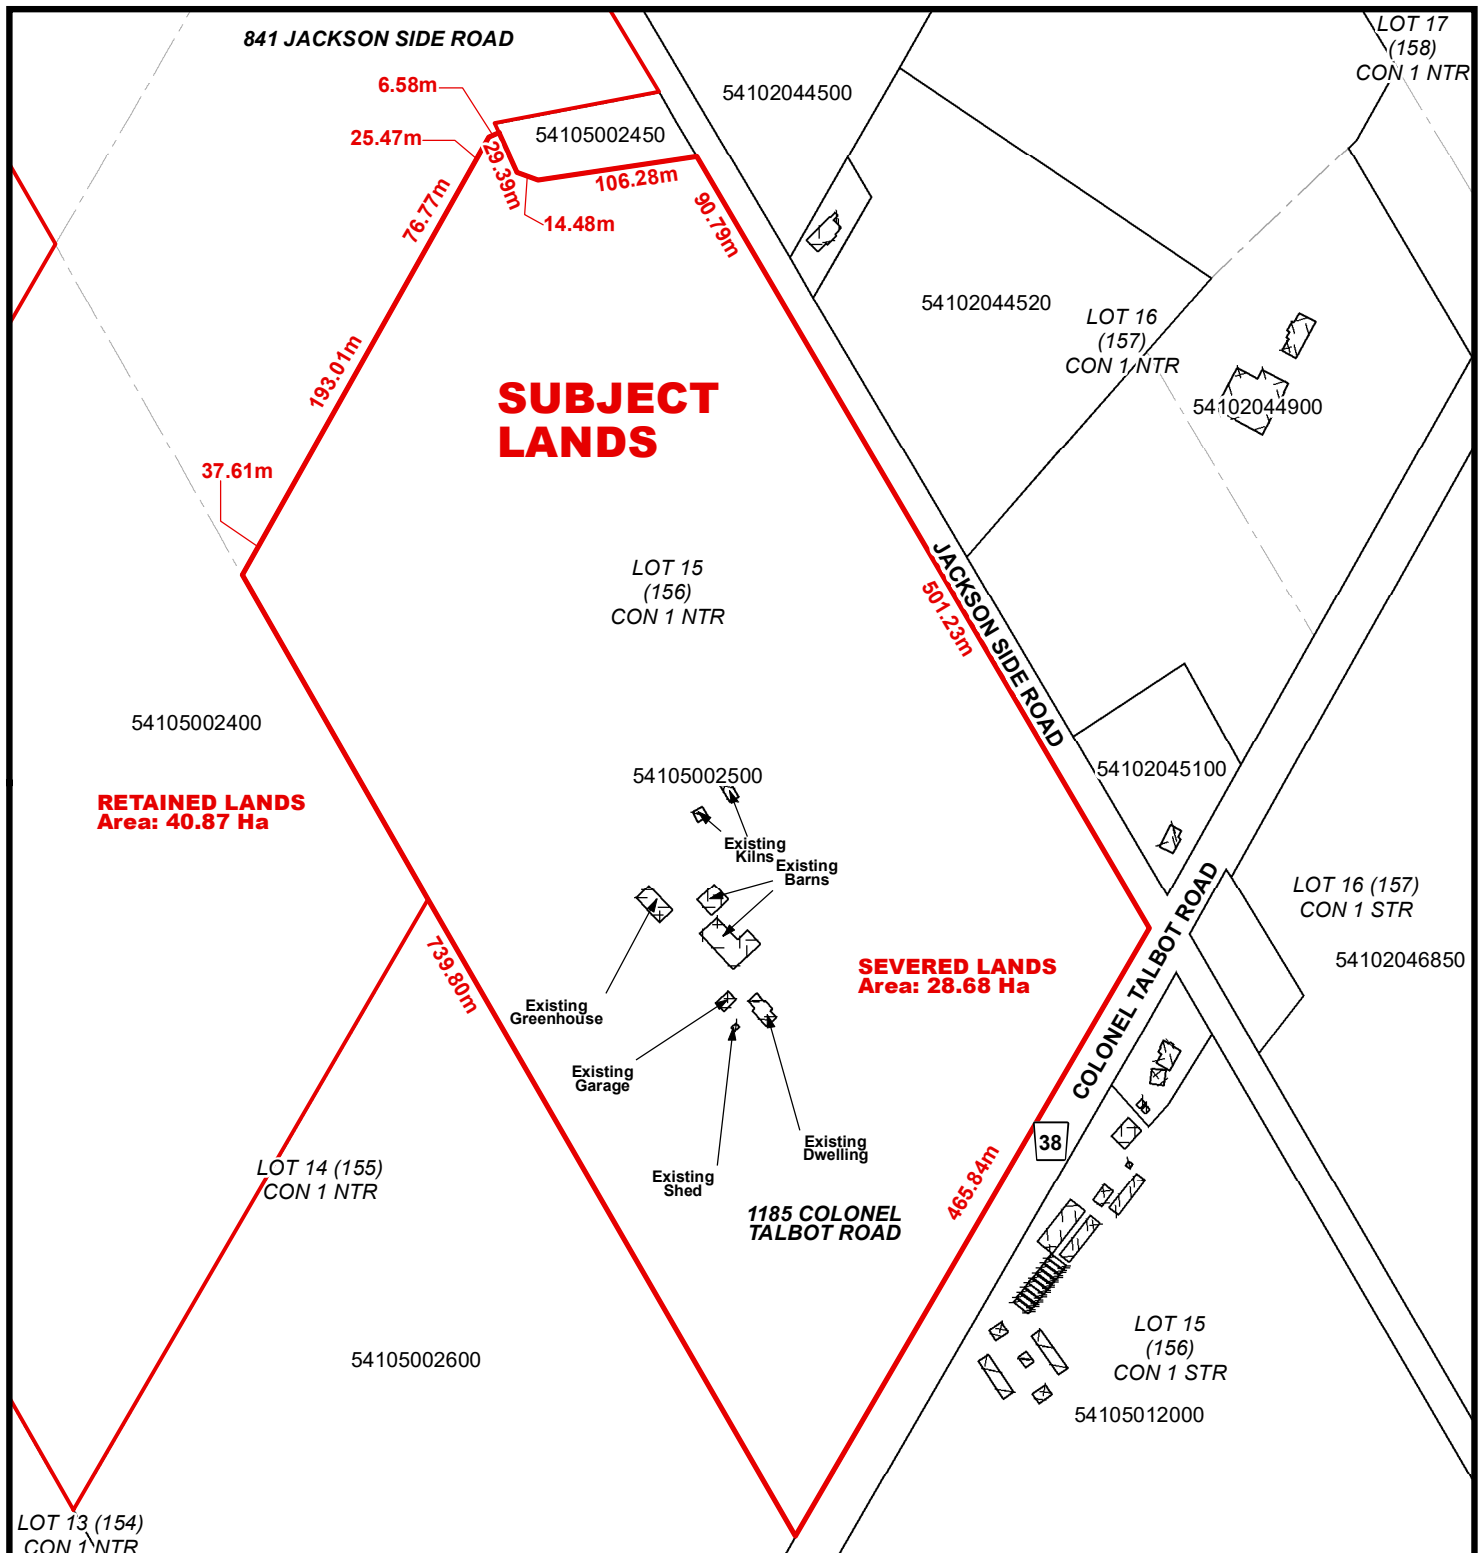 841 JACKSON SIDE ROAD
LOT 17
(158)
CON 1 NTR
6.58m
54102044500
25.47m
54105002450
29.39m
106.28m
76.77m
14.48m
90.79m
54102044520
LOT 16
(157)
CON 1 NTR
193.01m
SUBJECT
LANDS
54102044900
37.61m
LOT 15
(156)
CON 1 NTR
JACKSON SIDE ROAD
501.23m
54105002400
54105002500
54102045100
RETAINED LANDS
Area: 40.87 Ha
Existing
Kilns
Existing
Barns
LOT 16 (157)
CON 1 STR
54102046850
COLONEL TALBOT ROAD
739.80m
SEVERED LANDS
Area: 28.68 Ha
Existing
Greenhouse
Existing
Garage
38
Existing
Dwelling
Existing
Shed
LOT 14 (155)
CON 1 NTR
465.84m
1185 COLONEL
TALBOT ROAD
LOT 15
(156)
CON 1 STR
54105002600
54105012000
LOT 13 (154)
CON 1 NTR